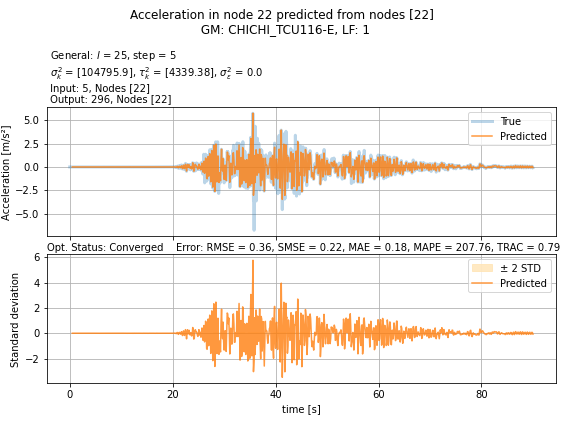 Acceleration in node 22 predicted from nodes [22]
GM: CHICHI_TCU116-E, LF: 1
General: l = 25, step = 5
σ²ₖ = [104795.9], τ²ₖ = [4339.38], σ²ε = 0.0
Input: 5, Nodes [22]
Output: 296, Nodes [22]
Acceleration [m/s²]
5.0
2.5
0.0
−2.5
−5.0
True
Predicted
Opt. Status: Converged Error: RMSE = 0.36, SMSE = 0.22, MAE = 0.18, MAPE = 207.76, TRAC = 0.79
Standard deviation
6
4
2
0
−2
± 2 STD
Predicted
0 20 40 60 80
time [s]